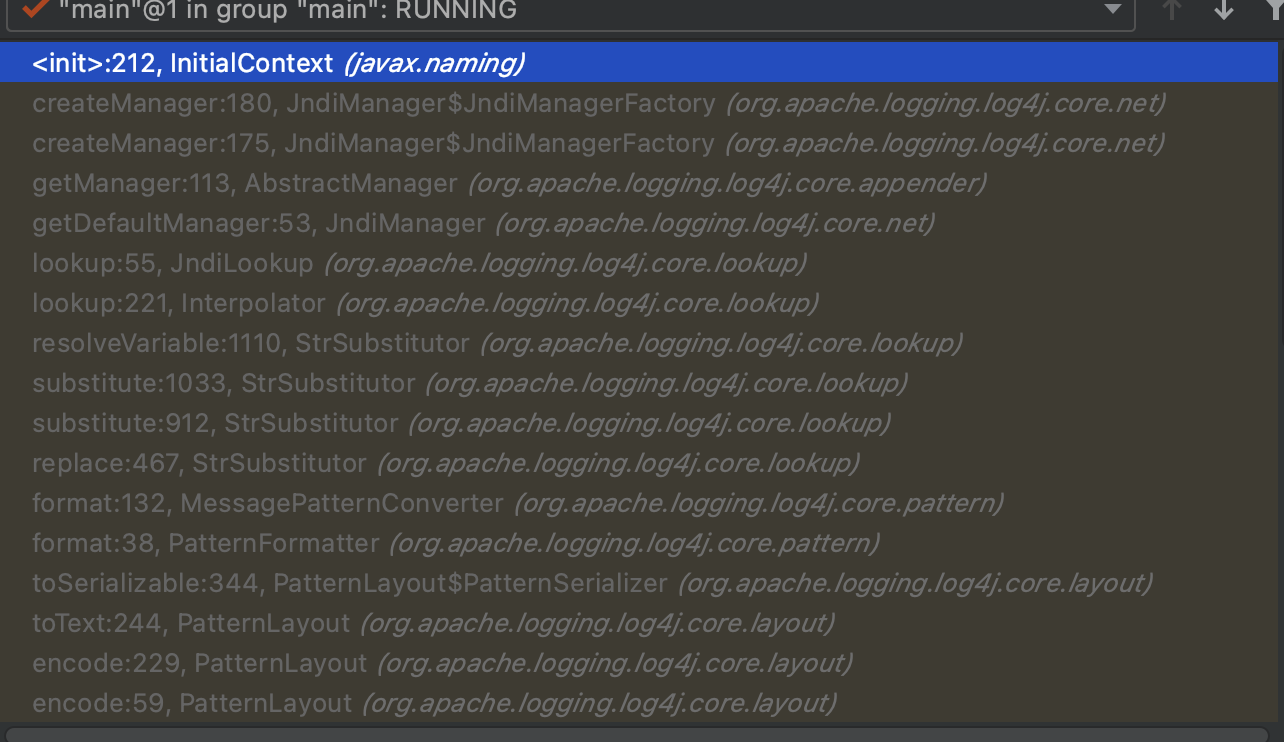 "main"@1 in group "main": RUNNING
<init>:212, InitialContext (javax.naming)
createManager:180, JndiManager$JndiManagerFactory (org.apache.logging.log4j.core.net)
createManager:175, JndiManager$JndiManagerFactory (org.apache.logging.log4j.core.net)
getManager:113, AbstractManager (org.apache.logging.log4j.core.appender)
getDefaultManager:53, JndiManager (org.apache.logging.log4j.core.net)
lookup:55, JndiLookup (org.apache.logging.log4j.core.lookup)
lookup:221, Interpolator (org.apache.logging.log4j.core.lookup)
resolveVariable:1110, StrSubstitutor (org.apache.logging.log4j.core.lookup)
substitute:1033, StrSubstitutor (org.apache.logging.log4j.core.lookup)
substitute:912, StrSubstitutor (org.apache.logging.log4j.core.lookup)
replace:467, StrSubstitutor (org.apache.logging.log4j.core.lookup)
format:132, MessagePatternConverter (org.apache.logging.log4j.core.pattern)
format:38, PatternFormatter (org.apache.logging.log4j.core.pattern)
toSerializable:344, PatternLayout$PatternSerializer (org.apache.logging.log4j.core.layout)
toText:244, PatternLayout (org.apache.logging.log4j.core.layout)
encode:229, PatternLayout (org.apache.logging.log4j.core.layout)
encode:59, PatternLayout (org.apache.logging.log4j.core.layout)